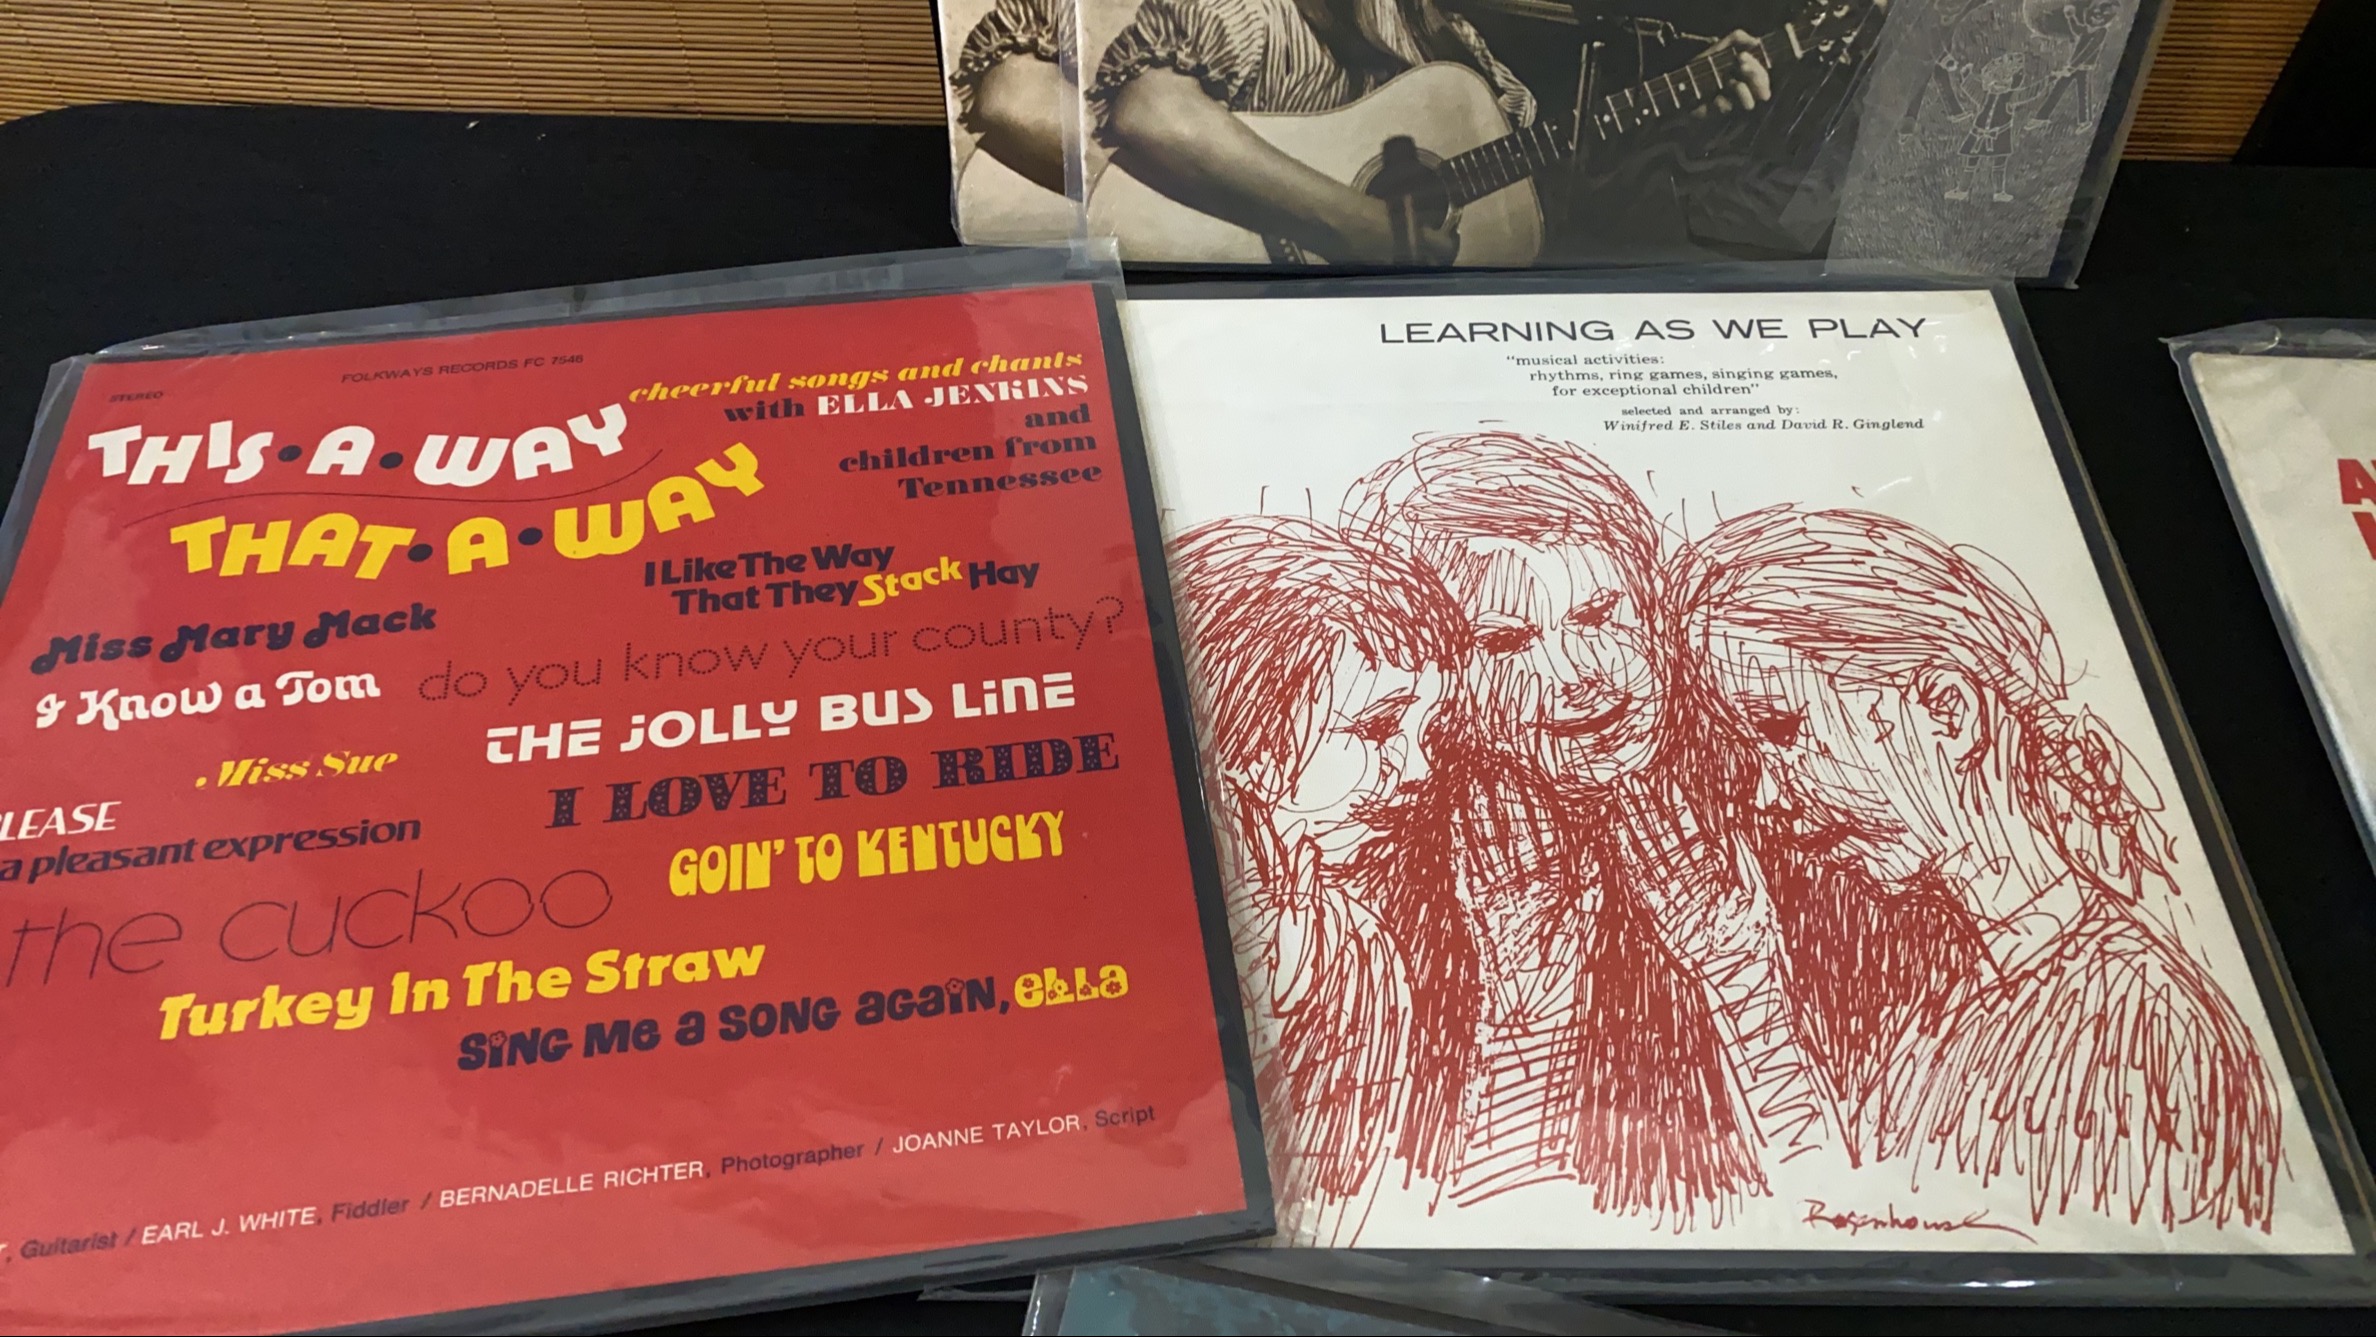 FOLKWAYS RECORDS FC 7546
STEREO
cheerful songs and chants
with ELLA JENKINS
and
children from
Tennessee
THIS·A·WAY
THAT·A·WAY
I Like The Way
That They Stack Hay
Miss Mary Mack
do you know your county?
I Know a Tom
THE JOLLY BUS LINE
Miss Sue
I LOVE TO RIDE
a pleasant expression
GOIN' TO KENTUCKY
the cuckoo
Turkey In The Straw
SING ME a SONG agaiN, ella
Guitarist / EARL J. WHITE, Fiddler / BERNADELLE RICHTER, Photographer / JOANNE TAYLOR, Script
LEARNING AS WE PLAY
"musical activities:
rhythms, ring games, singing games,
for exceptional children"
selected and arranged by:
Winifred E. Stiles and David R. Ginglend